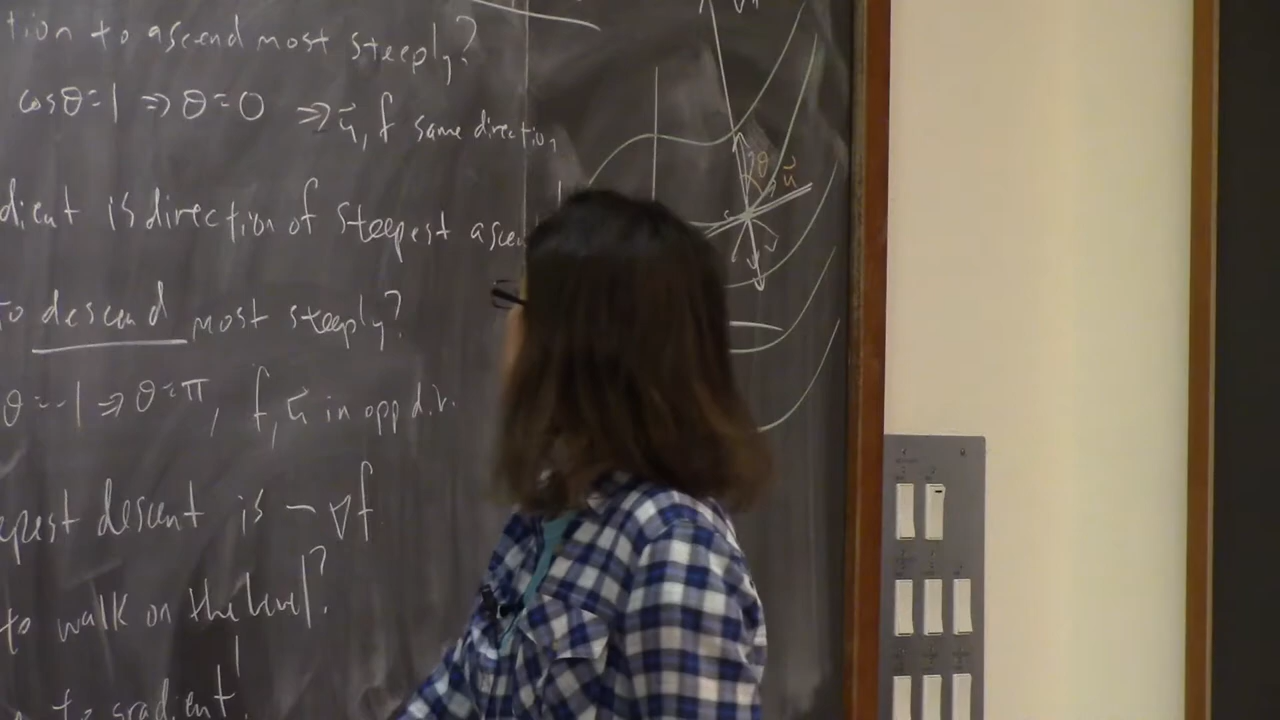 tion to ascend most steeply?
cosθ=1 ⇒ θ=0 ⇒ u⃗, f same direction
dient is direction of steepest ascen
θ
u⃗
to descend most steeply?
θ=-1 ⇒ θ=π, f, u⃗ in opp dir.
epest descent is -∇f
to walk on the level?
to gradient!